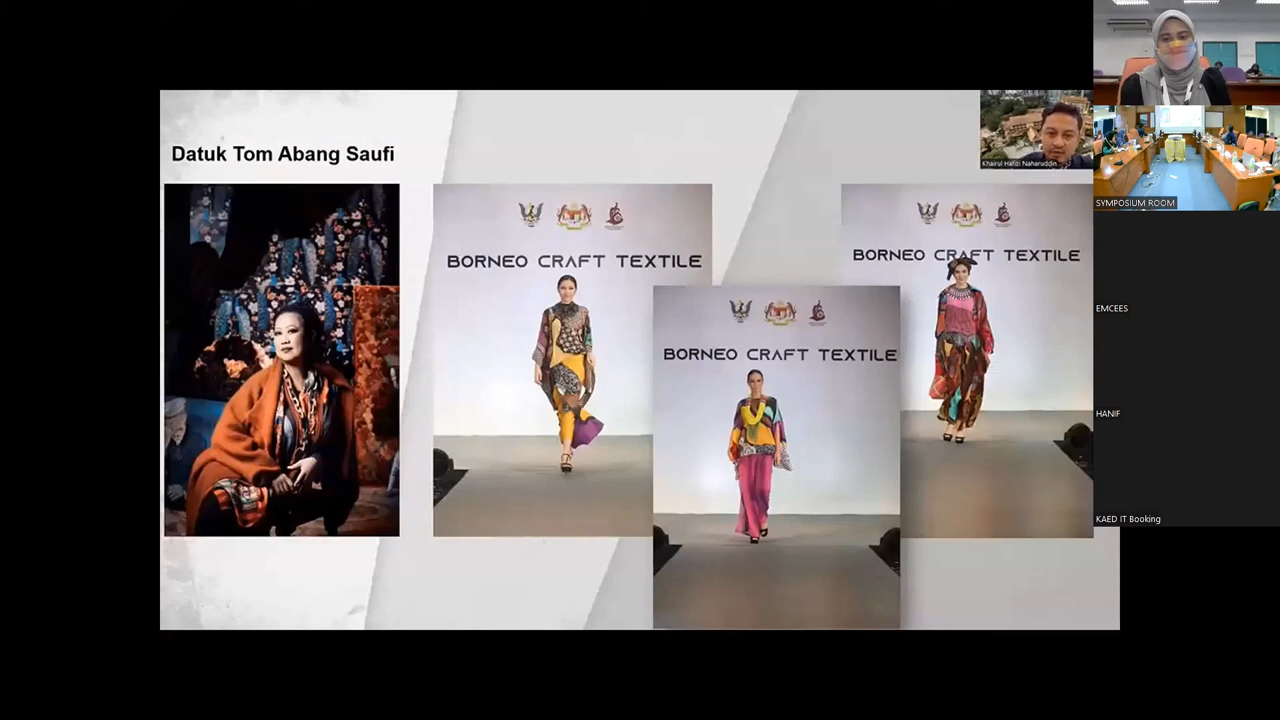 Datuk Tom Abang Saufi
BORNEO CRAFT TEXTILE
BORNEO CRAFT TEXTILE
BORNEO CRAFT TEXTILE
Khairul Hafizi Naharuddin
SYMPOSIUM ROOM
EMCEES
HANIF
KAED IT Booking